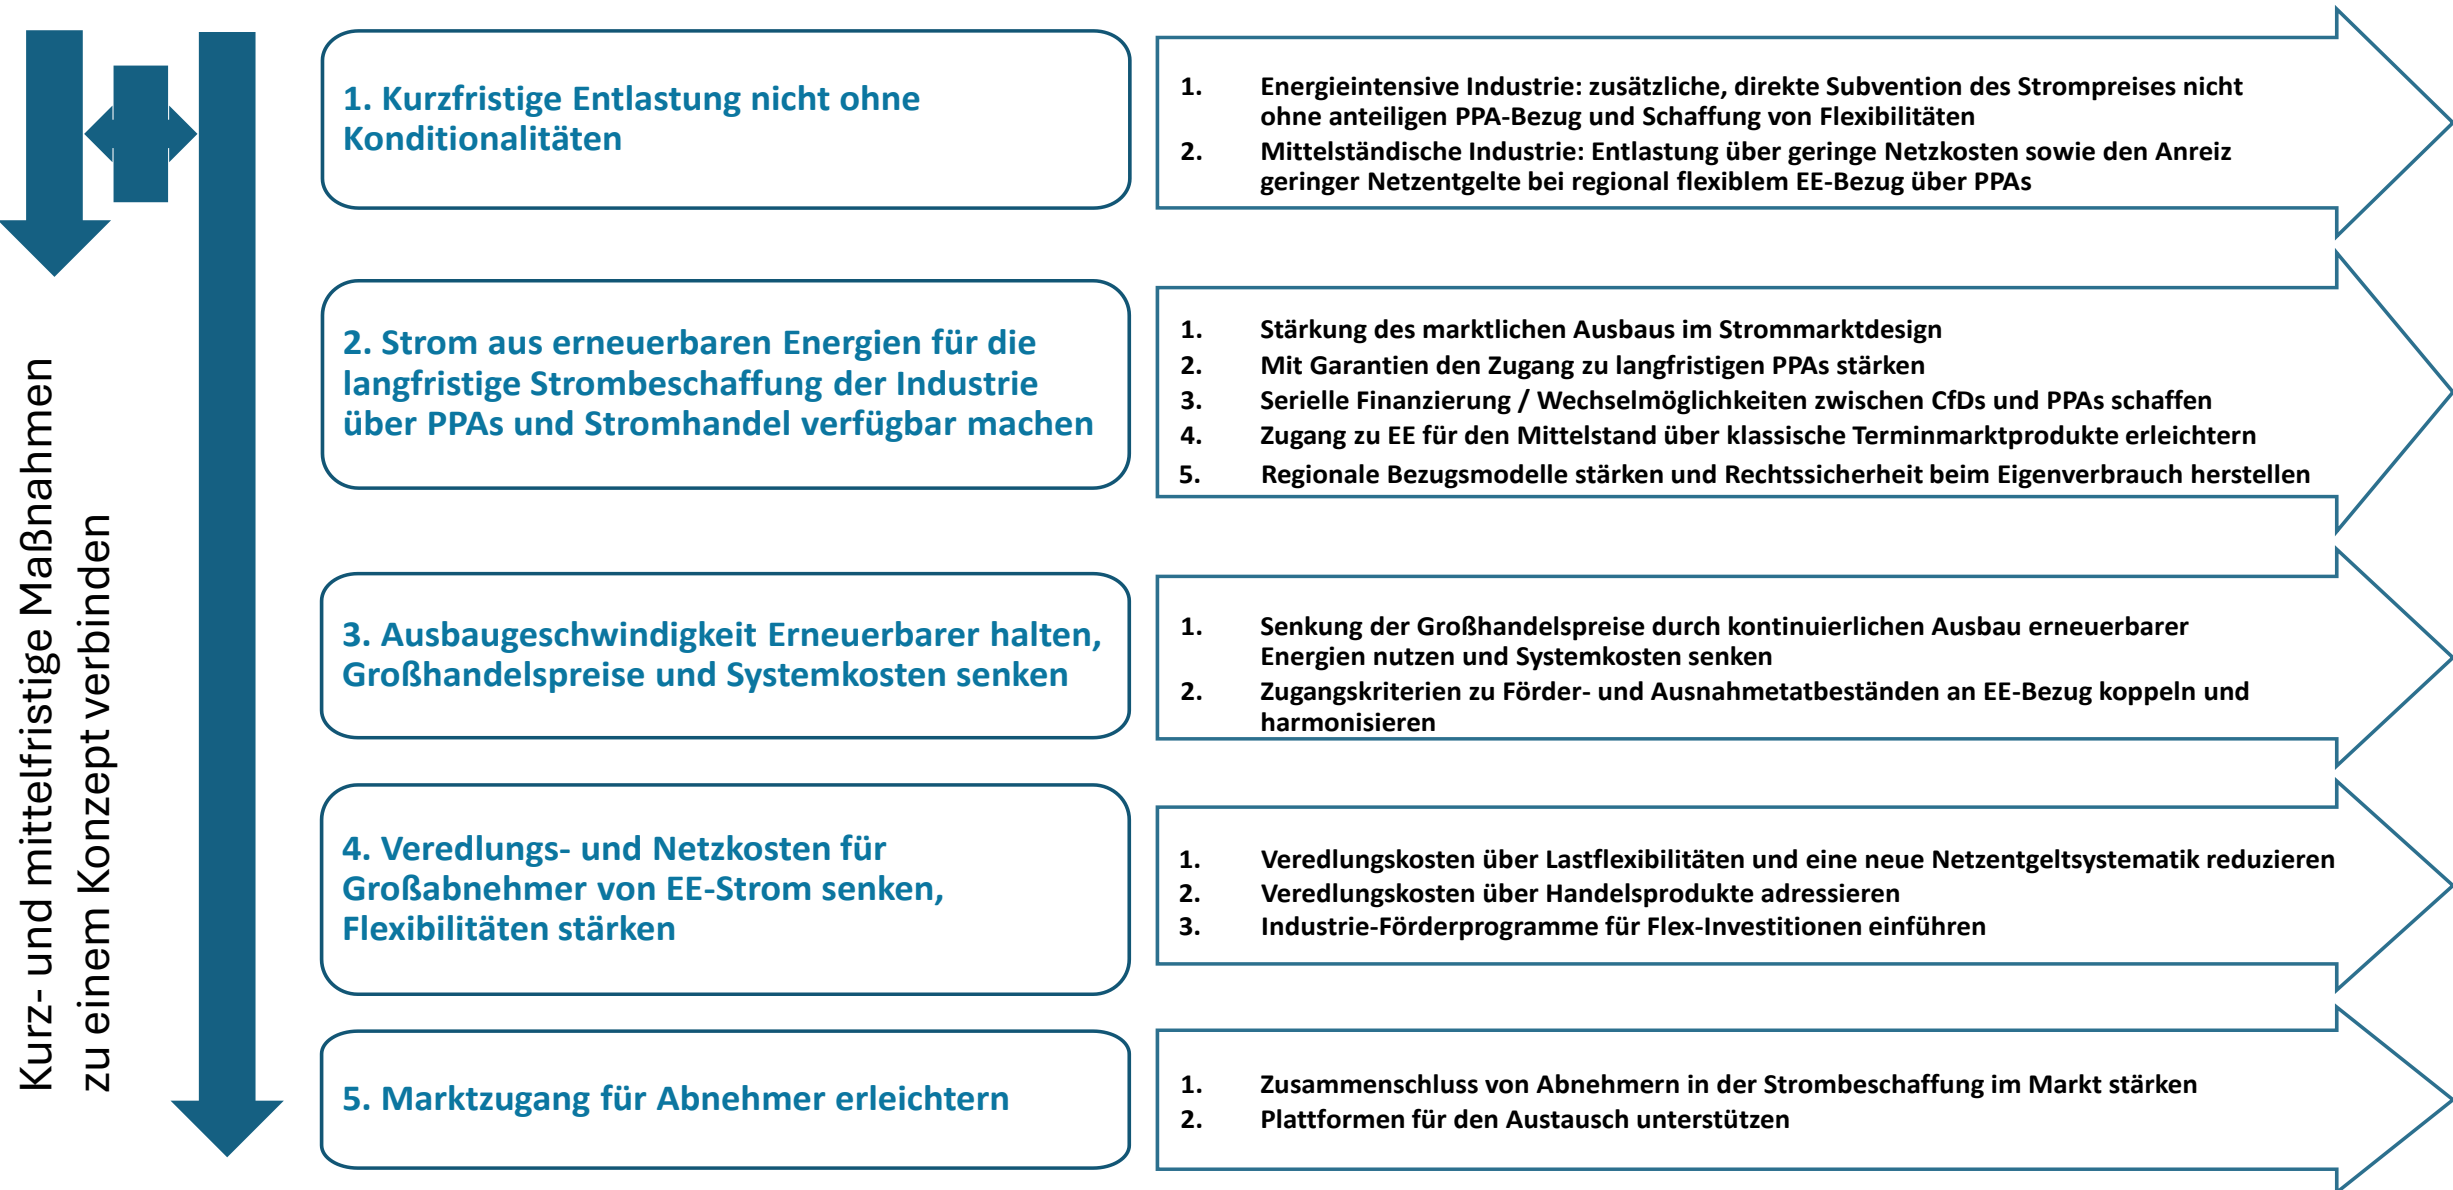 Kurz- und mittelfristige Maßnahmen
zu einem Konzept verbinden
1. Kurzfristige Entlastung nicht ohne
Konditionalitäten
1. Energieintensive Industrie: zusätzliche, direkte Subvention des Strompreises nicht
ohne anteiligen PPA-Bezug und Schaffung von Flexibilitäten
2. Mittelständische Industrie: Entlastung über geringe Netzkosten sowie den Anreiz
geringer Netzentgelte bei regional flexiblem EE-Bezug über PPAs
2. Strom aus erneuerbaren Energien für die
langfristige Strombeschaffung der Industrie
über PPAs und Stromhandel verfügbar machen
1. Stärkung des marktlichen Ausbaus im Strommarktdesign
2. Mit Garantien den Zugang zu langfristigen PPAs stärken
3. Serielle Finanzierung / Wechselmöglichkeiten zwischen CfDs und PPAs schaffen
4. Zugang zu EE für den Mittelstand über klassische Terminmarktprodukte erleichtern
5. Regionale Bezugsmodelle stärken und Rechtssicherheit beim Eigenverbrauch herstellen
3. Ausbaugeschwindigkeit Erneuerbarer halten,
Großhandelspreise und Systemkosten senken
1. Senkung der Großhandelspreise durch kontinuierlichen Ausbau erneuerbarer
Energien nutzen und Systemkosten senken
2. Zugangskriterien zu Förder- und Ausnahmetatbeständen an EE-Bezug koppeln und
harmonisieren
4. Veredlungs- und Netzkosten für
Großabnehmer von EE-Strom senken,
Flexibilitäten stärken
1. Veredlungskosten über Lastflexibilitäten und eine neue Netzentgeltsystematik reduzieren
2. Veredlungskosten über Handelsprodukte adressieren
3. Industrie-Förderprogramme für Flex-Investitionen einführen
5. Marktzugang für Abnehmer erleichtern
1. Zusammenschluss von Abnehmern in der Strombeschaffung im Markt stärken
2. Plattformen für den Austausch unterstützen